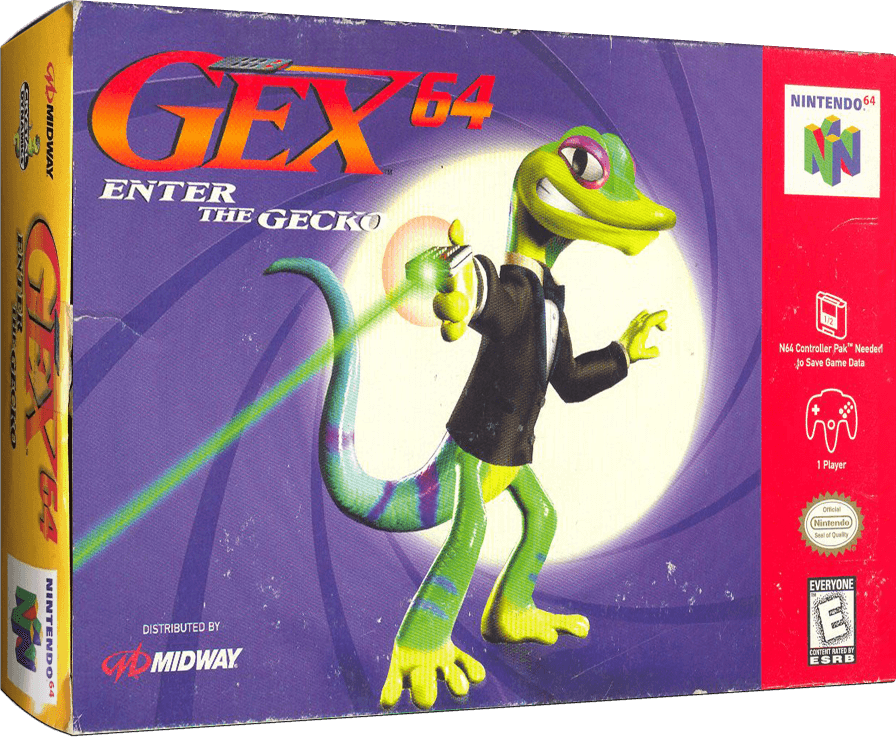 GEX 64
™
ENTER
THE GECKO
DISTRIBUTED BY
MIDWAY
NINTENDO 64
N64 Controller Pak™ Needed
to Save Game Data
1 Player
Official
Nintendo
Seal of Quality
EVERYONE
E
CONTENT RATED BY
ESRB
MIDWAY
GEX 64
ENTER
THE GECKO
NINTENDO 64